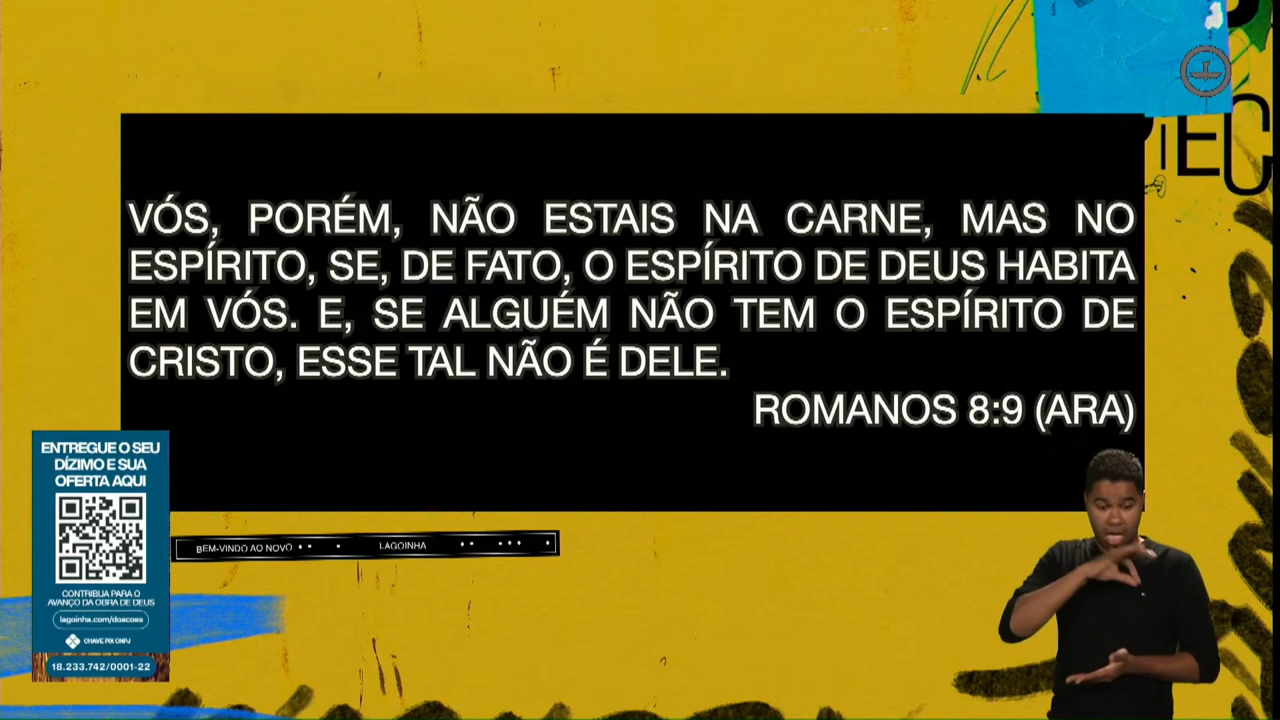 IEC
VÓS, PORÉM, NÃO ESTAIS NA CARNE, MAS NO
ESPÍRITO, SE, DE FATO, O ESPÍRITO DE DEUS HABITA
EM VÓS. E, SE ALGUÉM NÃO TEM O ESPÍRITO DE
CRISTO, ESSE TAL NÃO É DELE.
ROMANOS 8:9 (ARA)
ENTREGUE O SEU
DÍZIMO E SUA
OFERTA AQUI
CONTRIBUA PARA O
AVANÇO DA OBRA DE DEUS
lagoinha.com/doacoes
CHAVE PIX CNPJ
18.233.742/0001-22
BEM-VINDO AO NOVO
LAGOINHA